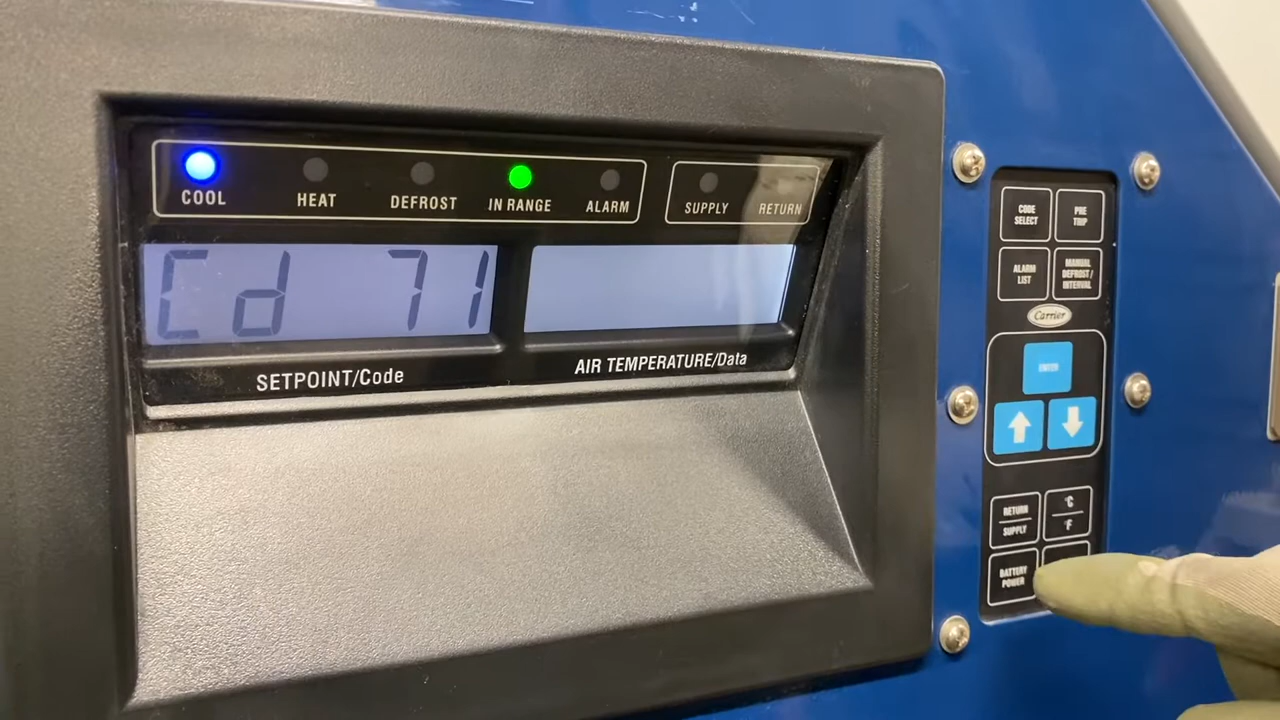 COOL HEAT DEFROST IN RANGE ALARM
SUPPLY RETURN
Cd 71
SETPOINT/Code
AIR TEMPERATURE/Data
CODE
SELECT
PRE
TRIP
ALARM
LIST
MANUAL
DEFROST/
INTERVAL
Carrier
ENTER
RETURN
SUPPLY
°C
°F
BATTERY
POWER